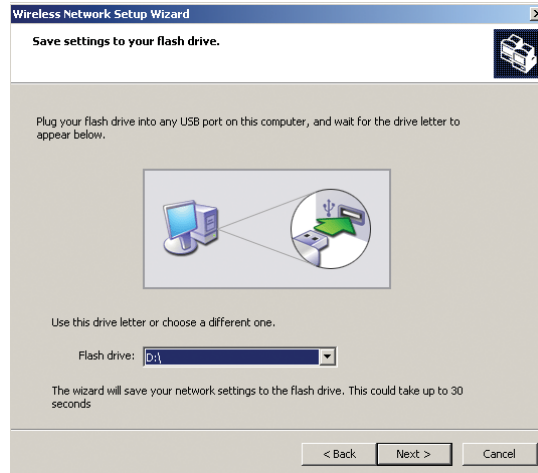 Wireless Network Setup Wizard
Save settings to your flash drive.
Plug your flash drive into any USB port on this computer, and wait for the drive letter to
appear below.
Use this drive letter or choose a different one.
Flash drive: D:\
The wizard will save your network settings to the flash drive. This could take up to 30
seconds
< Back Next > Cancel